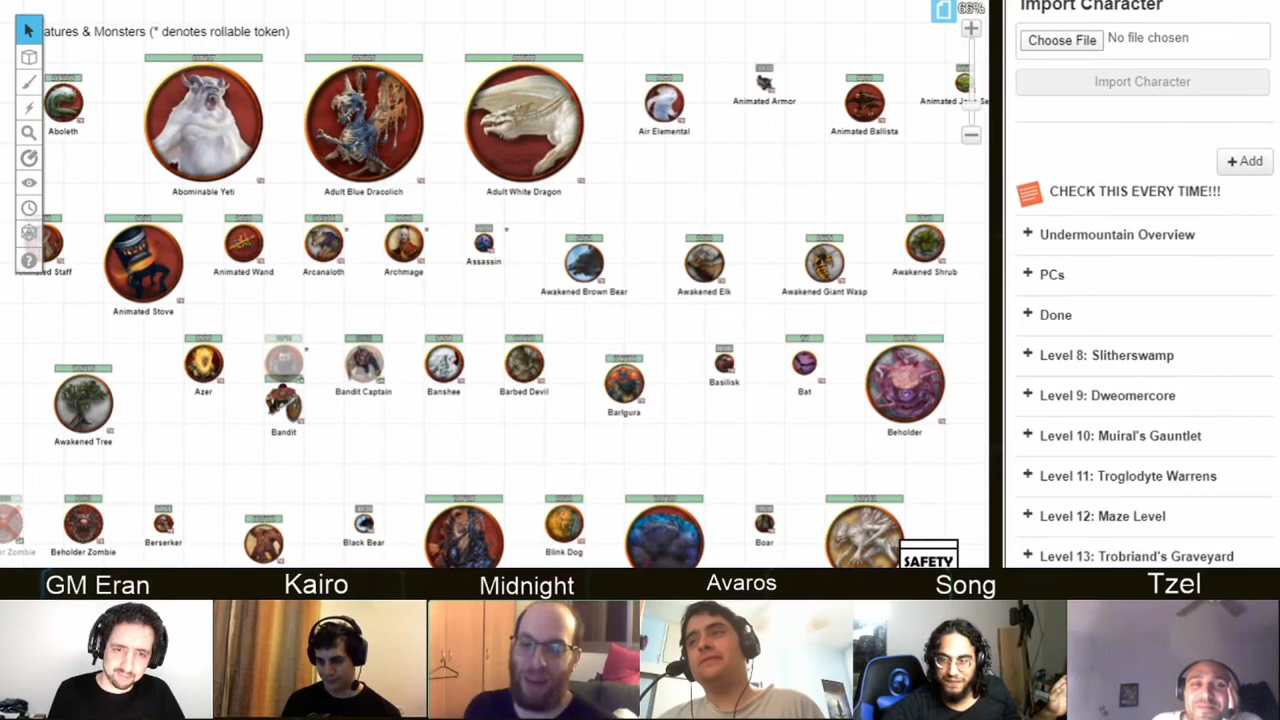 Import Character
66%
atures & Monsters (* denotes rollable token)
Choose File No file chosen
Import Character
Aboleth
Abominable Yeti
Adult Blue Dracolich
Adult White Dragon
Air Elemental
Animated Armor
Animated Ballista
+ Add
CHECK THIS EVERY TIME!!!
Undermountain Overview
PCs
Done
Level 8: Slitherswamp
Level 9: Dweomercore
Level 10: Muiral's Gauntlet
Level 11: Troglodyte Warrens
Level 12: Maze Level
Level 13: Trobriand's Graveyard
Staff
Animated Stove
Animated Wand
Arcanaloth
Archmage
Assassin
Awakened Brown Bear
Awakened Elk
Awakened Giant Wasp
Awakened Shrub
Awakened Tree
Azer
Bandit
Bandit Captain
Banshee
Barbed Devil
Barlgura
Basilisk
Bat
Beholder
Zombie
Beholder Zombie
Berserker
Black Bear
Blink Dog
Boar
SAFETY
GM Eran
Kairo
Midnight
Avaros
Song
Tzel